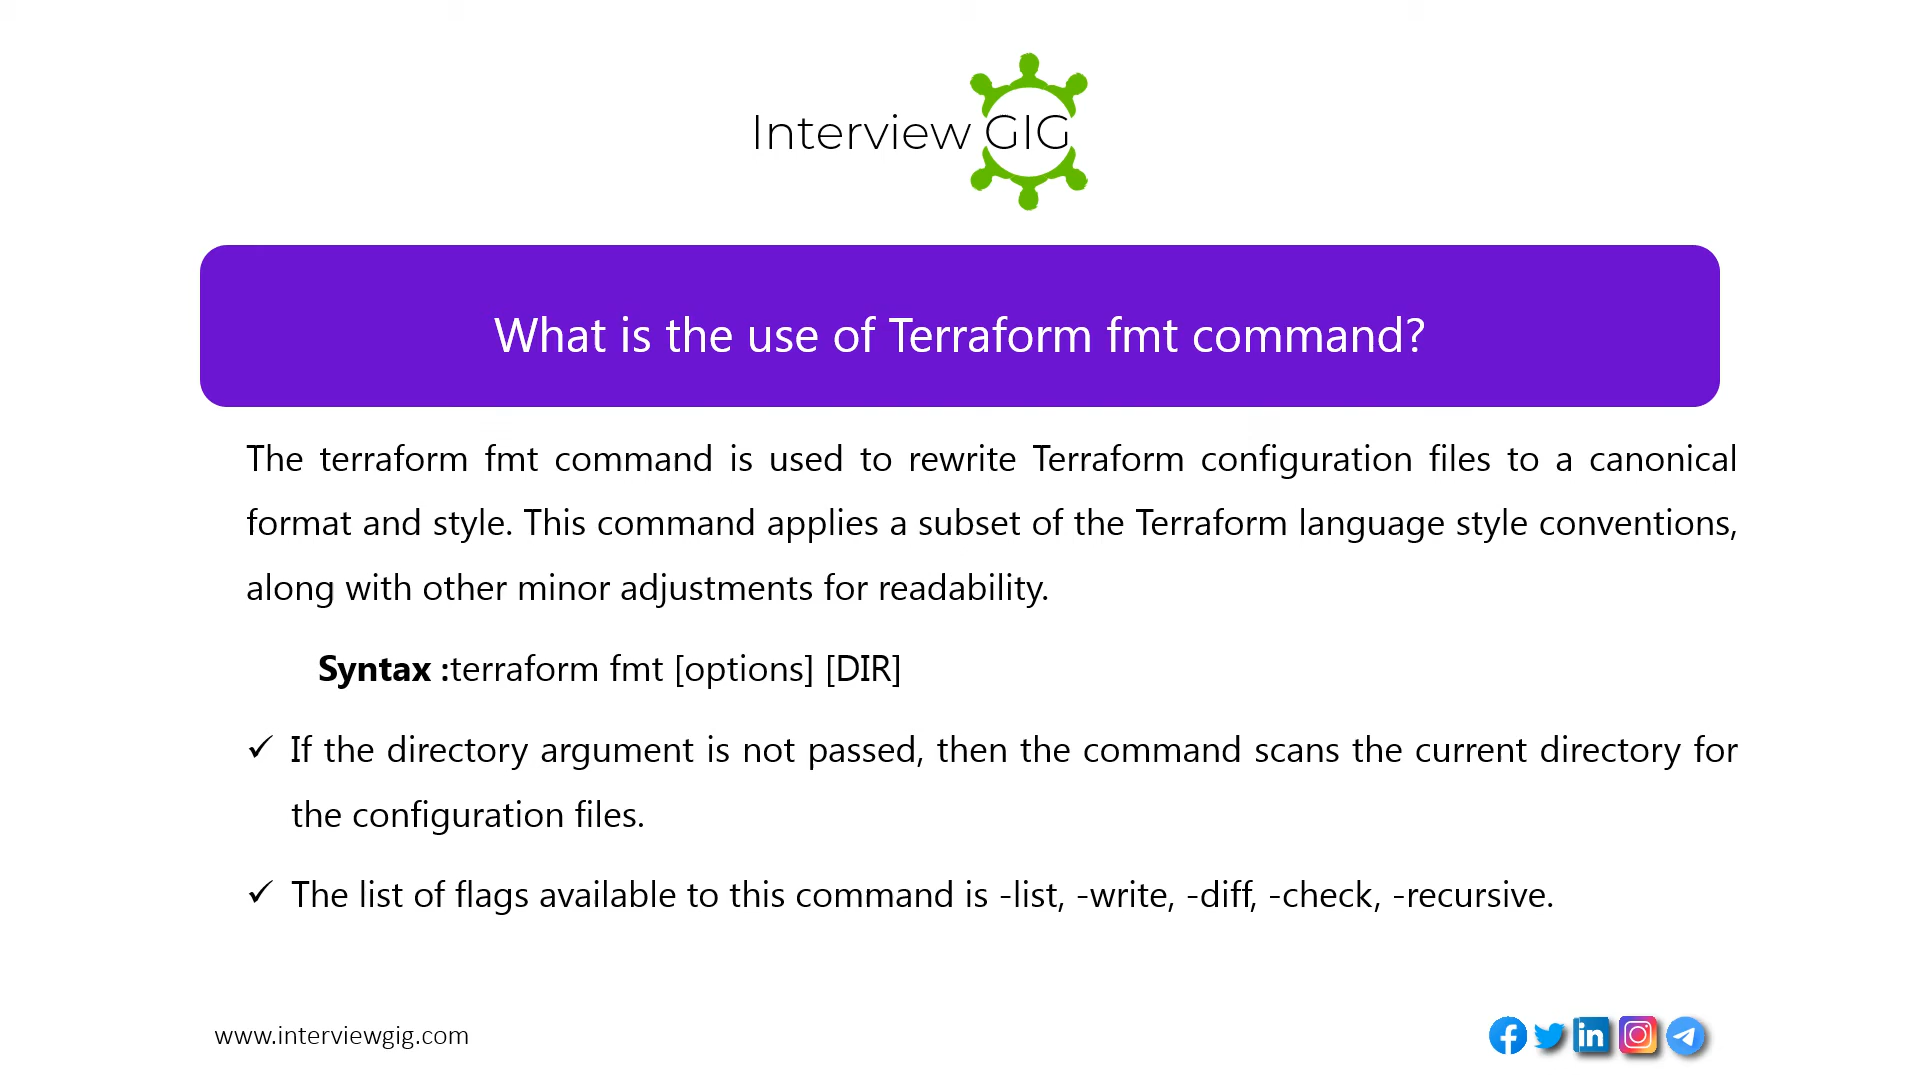 Interview GIG
What is the use of Terraform fmt command?
The terraform fmt command is used to rewrite Terraform configuration files to a canonical
format and style. This command applies a subset of the Terraform language style conventions,
along with other minor adjustments for readability.
Syntax :terraform fmt [options] [DIR]
✓ If the directory argument is not passed, then the command scans the current directory for
the configuration files.
✓ The list of flags available to this command is -list, -write, -diff, -check, -recursive.
www.interviewgig.com